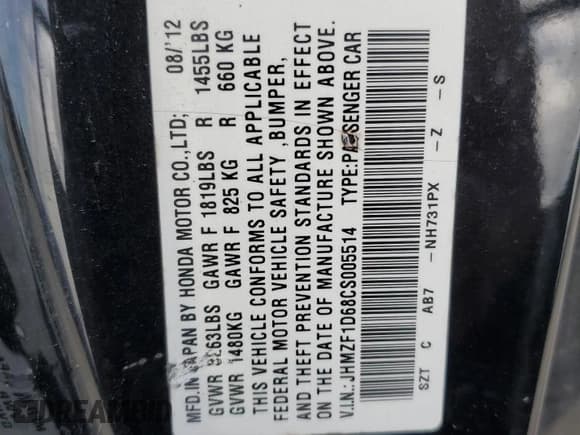 MFD.IN JAPAN BY HONDA MOTOR CO.,LTD; 08/'12
GVWR 3263LBS GAWR F 1819LBS R 1455LBS
GVWR 1480KG GAWR F 825 KG R 660 KG
THIS VEHICLE CONFORMS TO ALL APPLICABLE
FEDERAL MOTOR VEHICLE SAFETY ,BUMPER,
AND THEFT PREVENTION STANDARDS IN EFFECT
ON THE DATE OF MANUFACTURE SHOWN ABOVE.
V.I.N.: JHMZF1D68CS005514 TYPE:PASSENGER CAR
SZT C AB7 -NH731PX -Z -S
DREAMBID